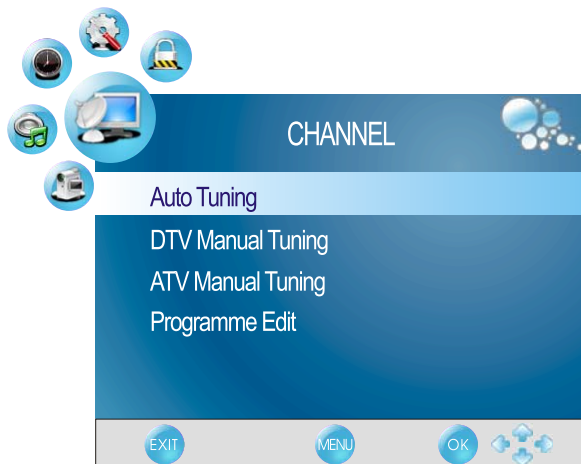 CHANNEL
Auto Tuning
DTV Manual Tuning
ATV Manual Tuning
Programme Edit
EXIT MENU OK